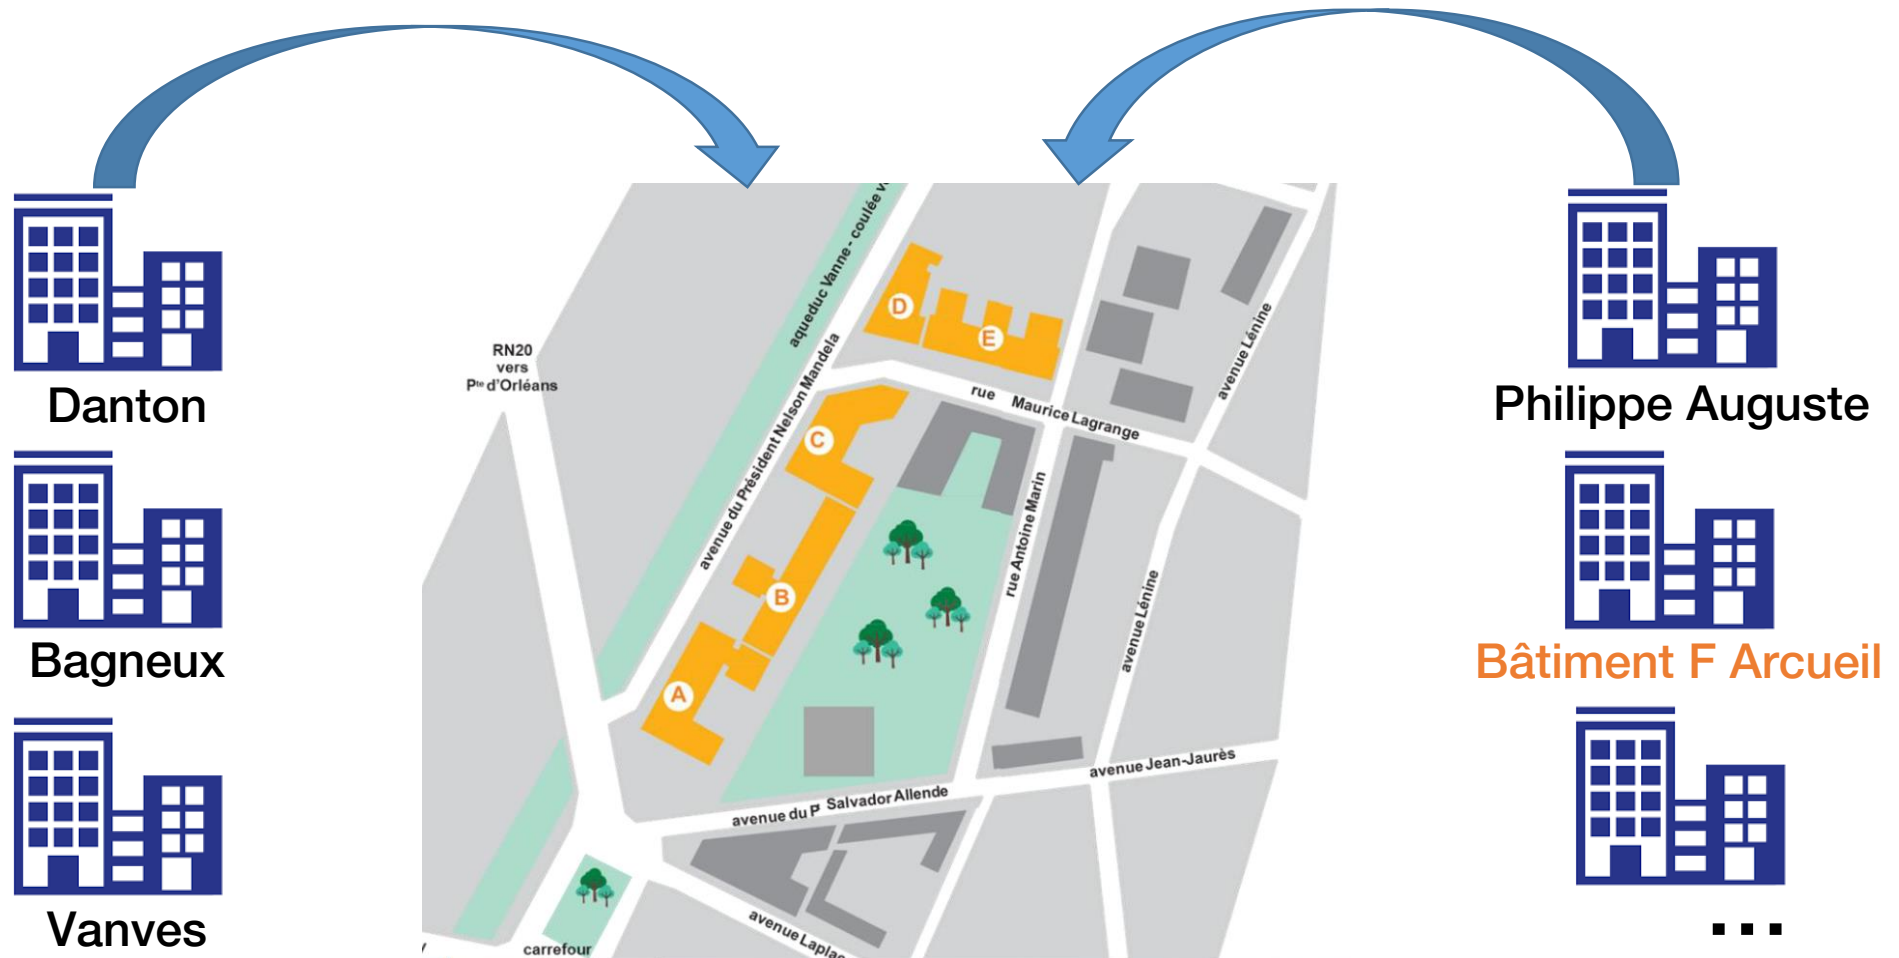 Danton
Bagneux
Vanves
aqueduc Vanne - coulée
avenue du Président Nelson Mandela
RN20
vers
Pte d'Orléans
D
E
C
B
A
rue Maurice Lagrange
avenue Lénine
rue Antoine Marin
avenue Lénine
avenue Jean-Jaurès
avenue du Pt Salvador Allende
avenue
carrefour
Philippe Auguste
Bâtiment F Arcueil
...